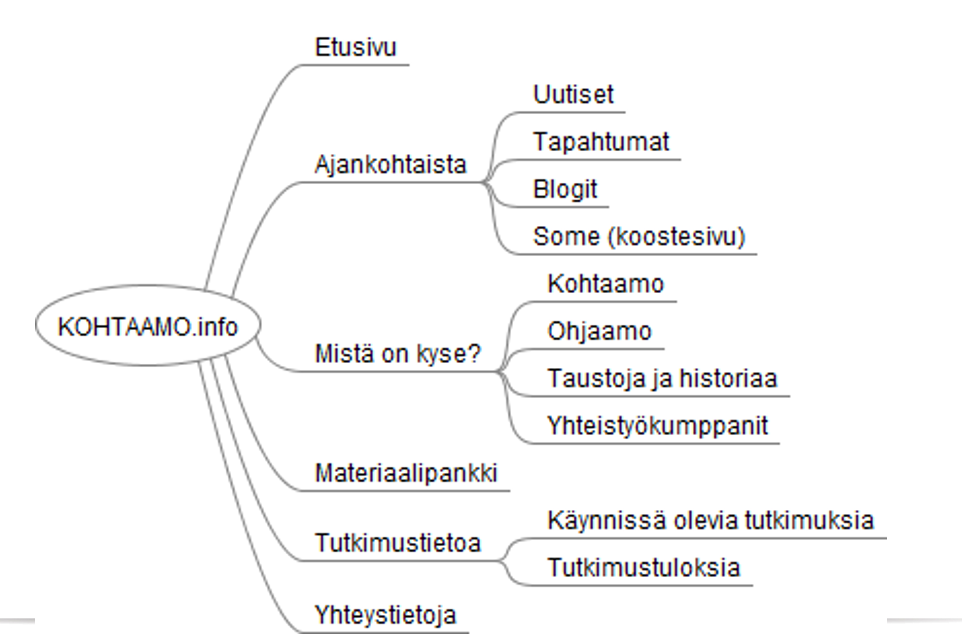 Etusivu
Uutiset
Tapahtumat
Ajankohtaista
Blogit
Some (koostesivu)
Kohtaamo
KOHTAAMO.info
Ohjaamo
Mistä on kyse?
Taustoja ja historiaa
Yhteistyökumppanit
Materiaalipankki
Käynnissä olevia tutkimuksia
Tutkimustietoa
Tutkimustuloksia
Yhteystietoja